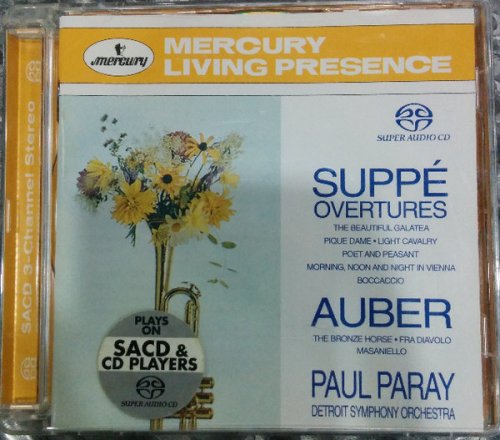 mercury
MERCURY
LIVING PRESENCE
SUPER AUDIO CD
SUPPÉ
OVERTURES
THE BEAUTIFUL GALATEA
PIQUE DAME • LIGHT CAVALRY
POET AND PEASANT
MORNING, NOON AND NIGHT IN VIENNA
BOCCACCIO
AUBER
THE BRONZE HORSE • FRA DIAVOLO
MASANIELLO
PAUL PARAY
DETROIT SYMPHONY ORCHESTRA
PLAYS
ON
SACD &
CD PLAYERS
SUPER AUDIO CD
SACD 3-Channel Stereo